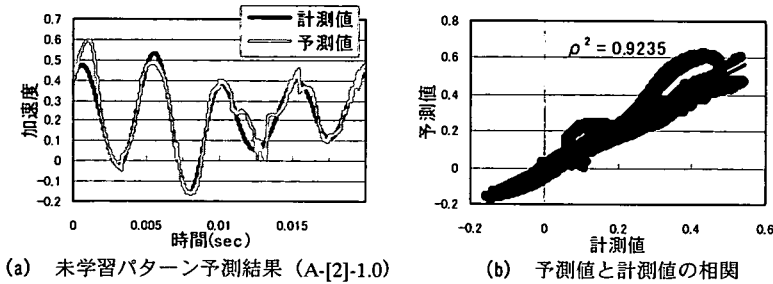 0.7
0.6
0.5
0.4
0.3
0.2
0.1
0
-0.1
-0.2
加速度
計測値
予測値
0
0.005
0.01
0.015
時間(sec)
(a) 未学習パターン予測結果 (A-[2]-1.0)
0.8
0.6
0.4
0.2
0
-0.2
予測値
ρ² = 0.9235
-0.2
0
0.2
0.4
0.6
計測値
(b) 予測値と計測値の相関